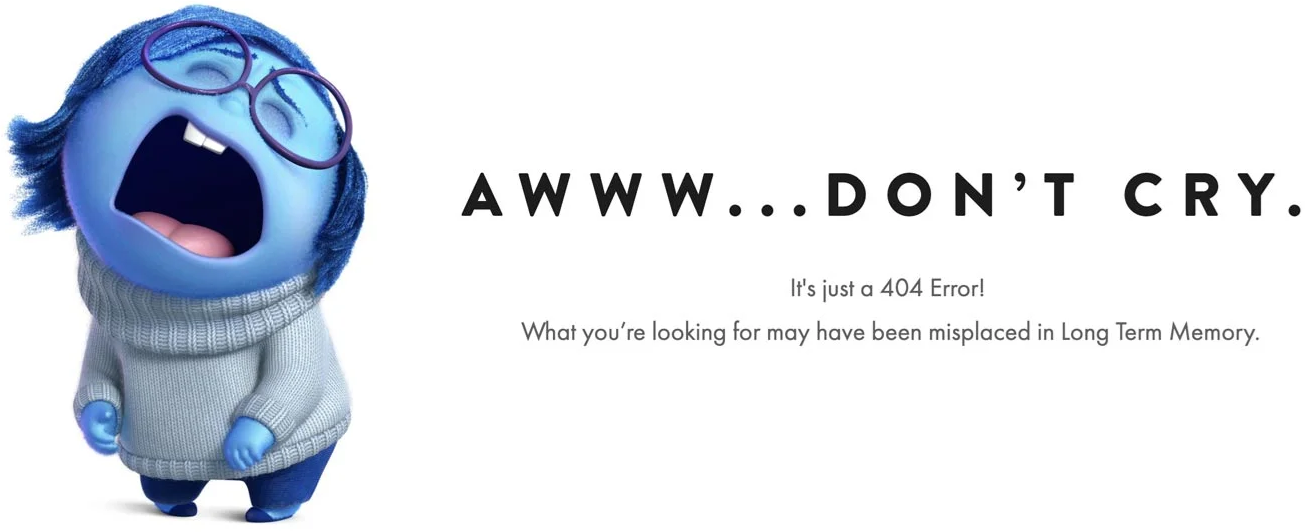 AWWW...DON’T CRY.
It's just a 404 Error!
What you’re looking for may have been misplaced in Long Term Memory.